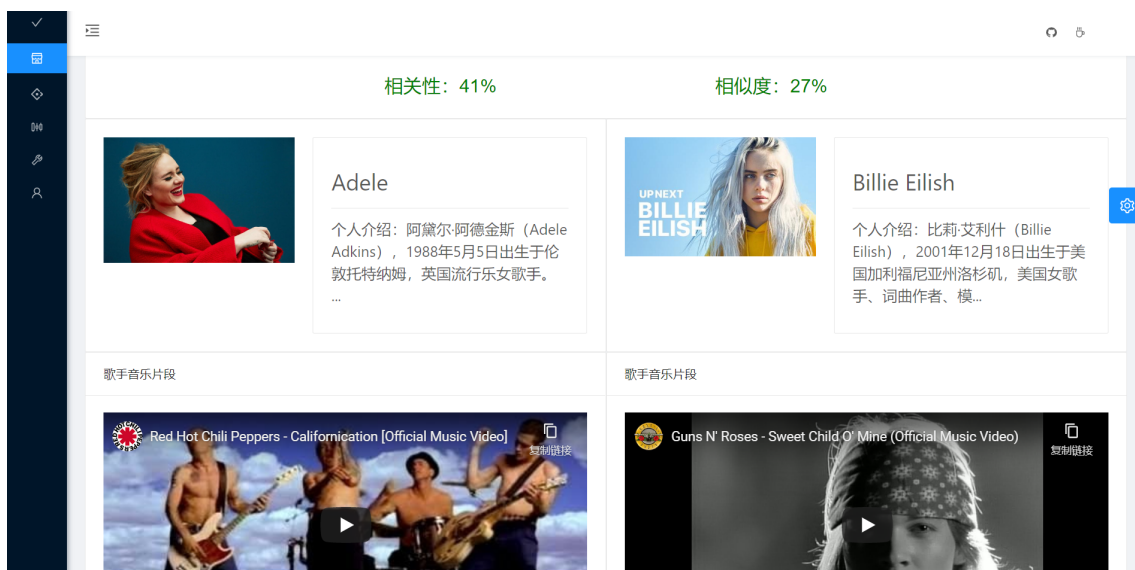 相关性：41%
相似度：27%
Adele
个人介绍：阿黛尔·阿德金斯（Adele
Adkins），1988年5月5日出生于伦
敦托特纳姆，英国流行乐女歌手。
...
UP NEXT
BILLIE
EILISH
Billie Eilish
个人介绍：比莉·艾利什（Billie
Eilish），2001年12月18日出生于美
国加利福尼亚州洛杉矶，美国女歌
手、词曲作者、模...
歌手音乐片段
歌手音乐片段
Red Hot Chili Peppers - Californication [Official Music Video]
复制链接
Guns N' Roses - Sweet Child O' Mine (Official Music Video)
复制链接